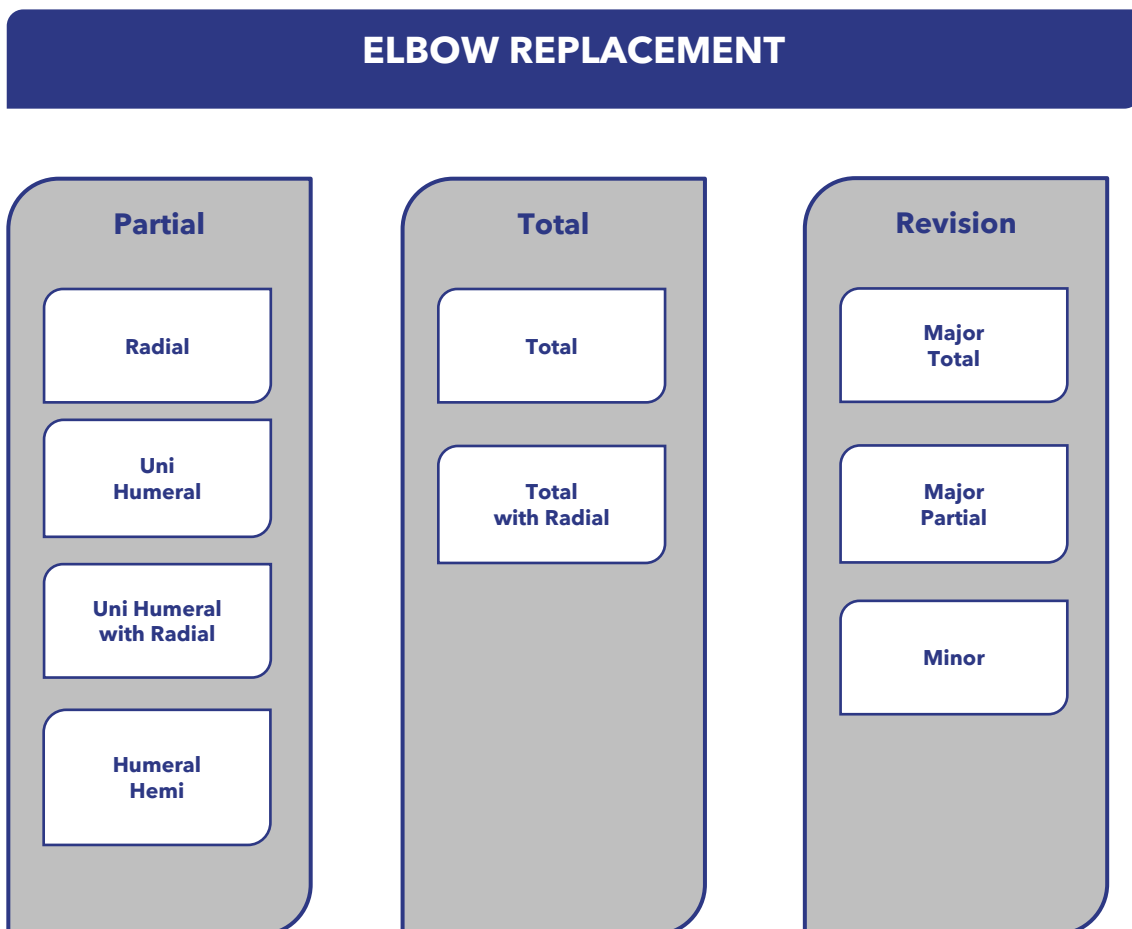 ELBOW REPLACEMENT
Partial
Radial
Uni
Humeral
Uni Humeral
with Radial
Humeral
Hemi
Total
Total
Total
with Radial
Revision
Major
Total
Major
Partial
Minor